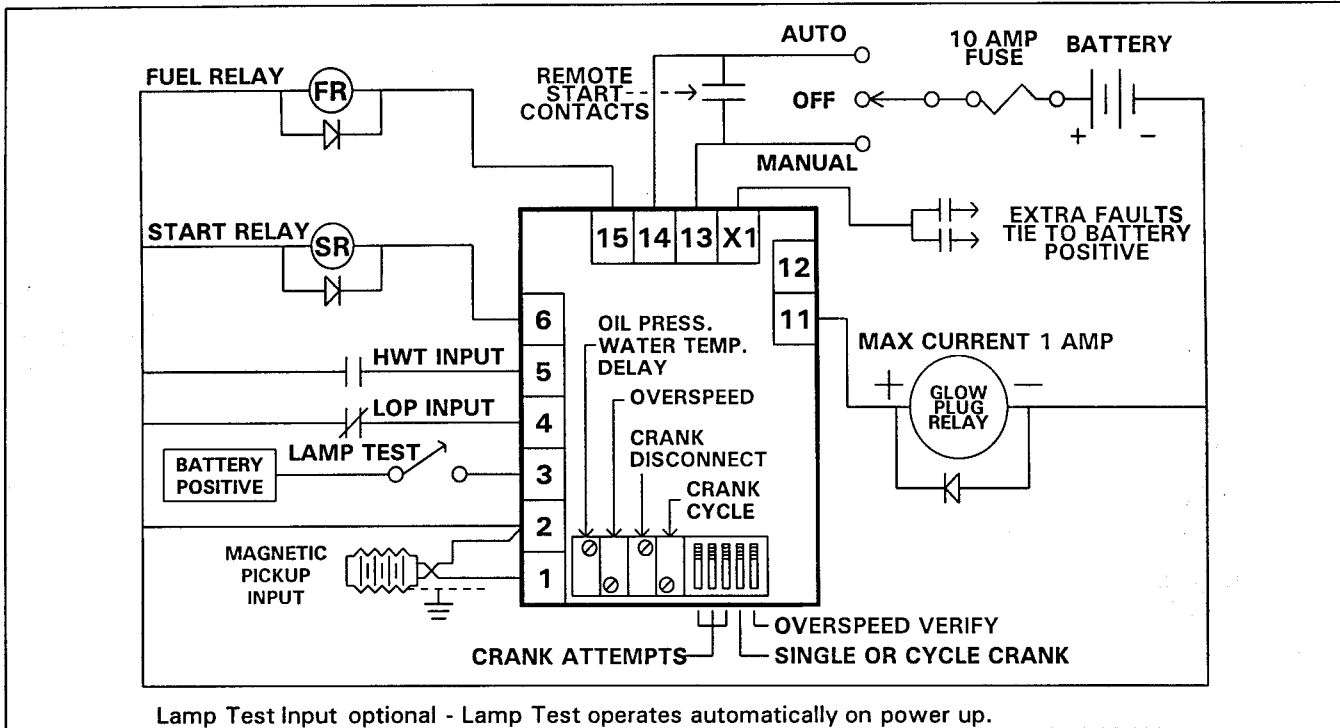 AUTO
10 AMP
FUSE
BATTERY
FUEL RELAY
FR
REMOTE
START
CONTACTS
OFF
+
-
MANUAL
START RELAY
SR
15 14 13 X1
12
11
EXTRA FAULTS
TIE TO BATTERY
POSITIVE
6
5
4
3
2
1
HWT INPUT
LOP INPUT
LAMP TEST
BATTERY
POSITIVE
MAGNETIC
PICKUP
INPUT
OIL PRESS.
WATER TEMP.
DELAY
OVERSPEED
CRANK
DISCONNECT
CRANK
CYCLE
MAX CURRENT 1 AMP
+
GLOW
PLUG
RELAY
-
OVERSPEED VERIFY
CRANK ATTEMPTS
SINGLE OR CYCLE CRANK
Lamp Test Input optional - Lamp Test operates automatically on power up.